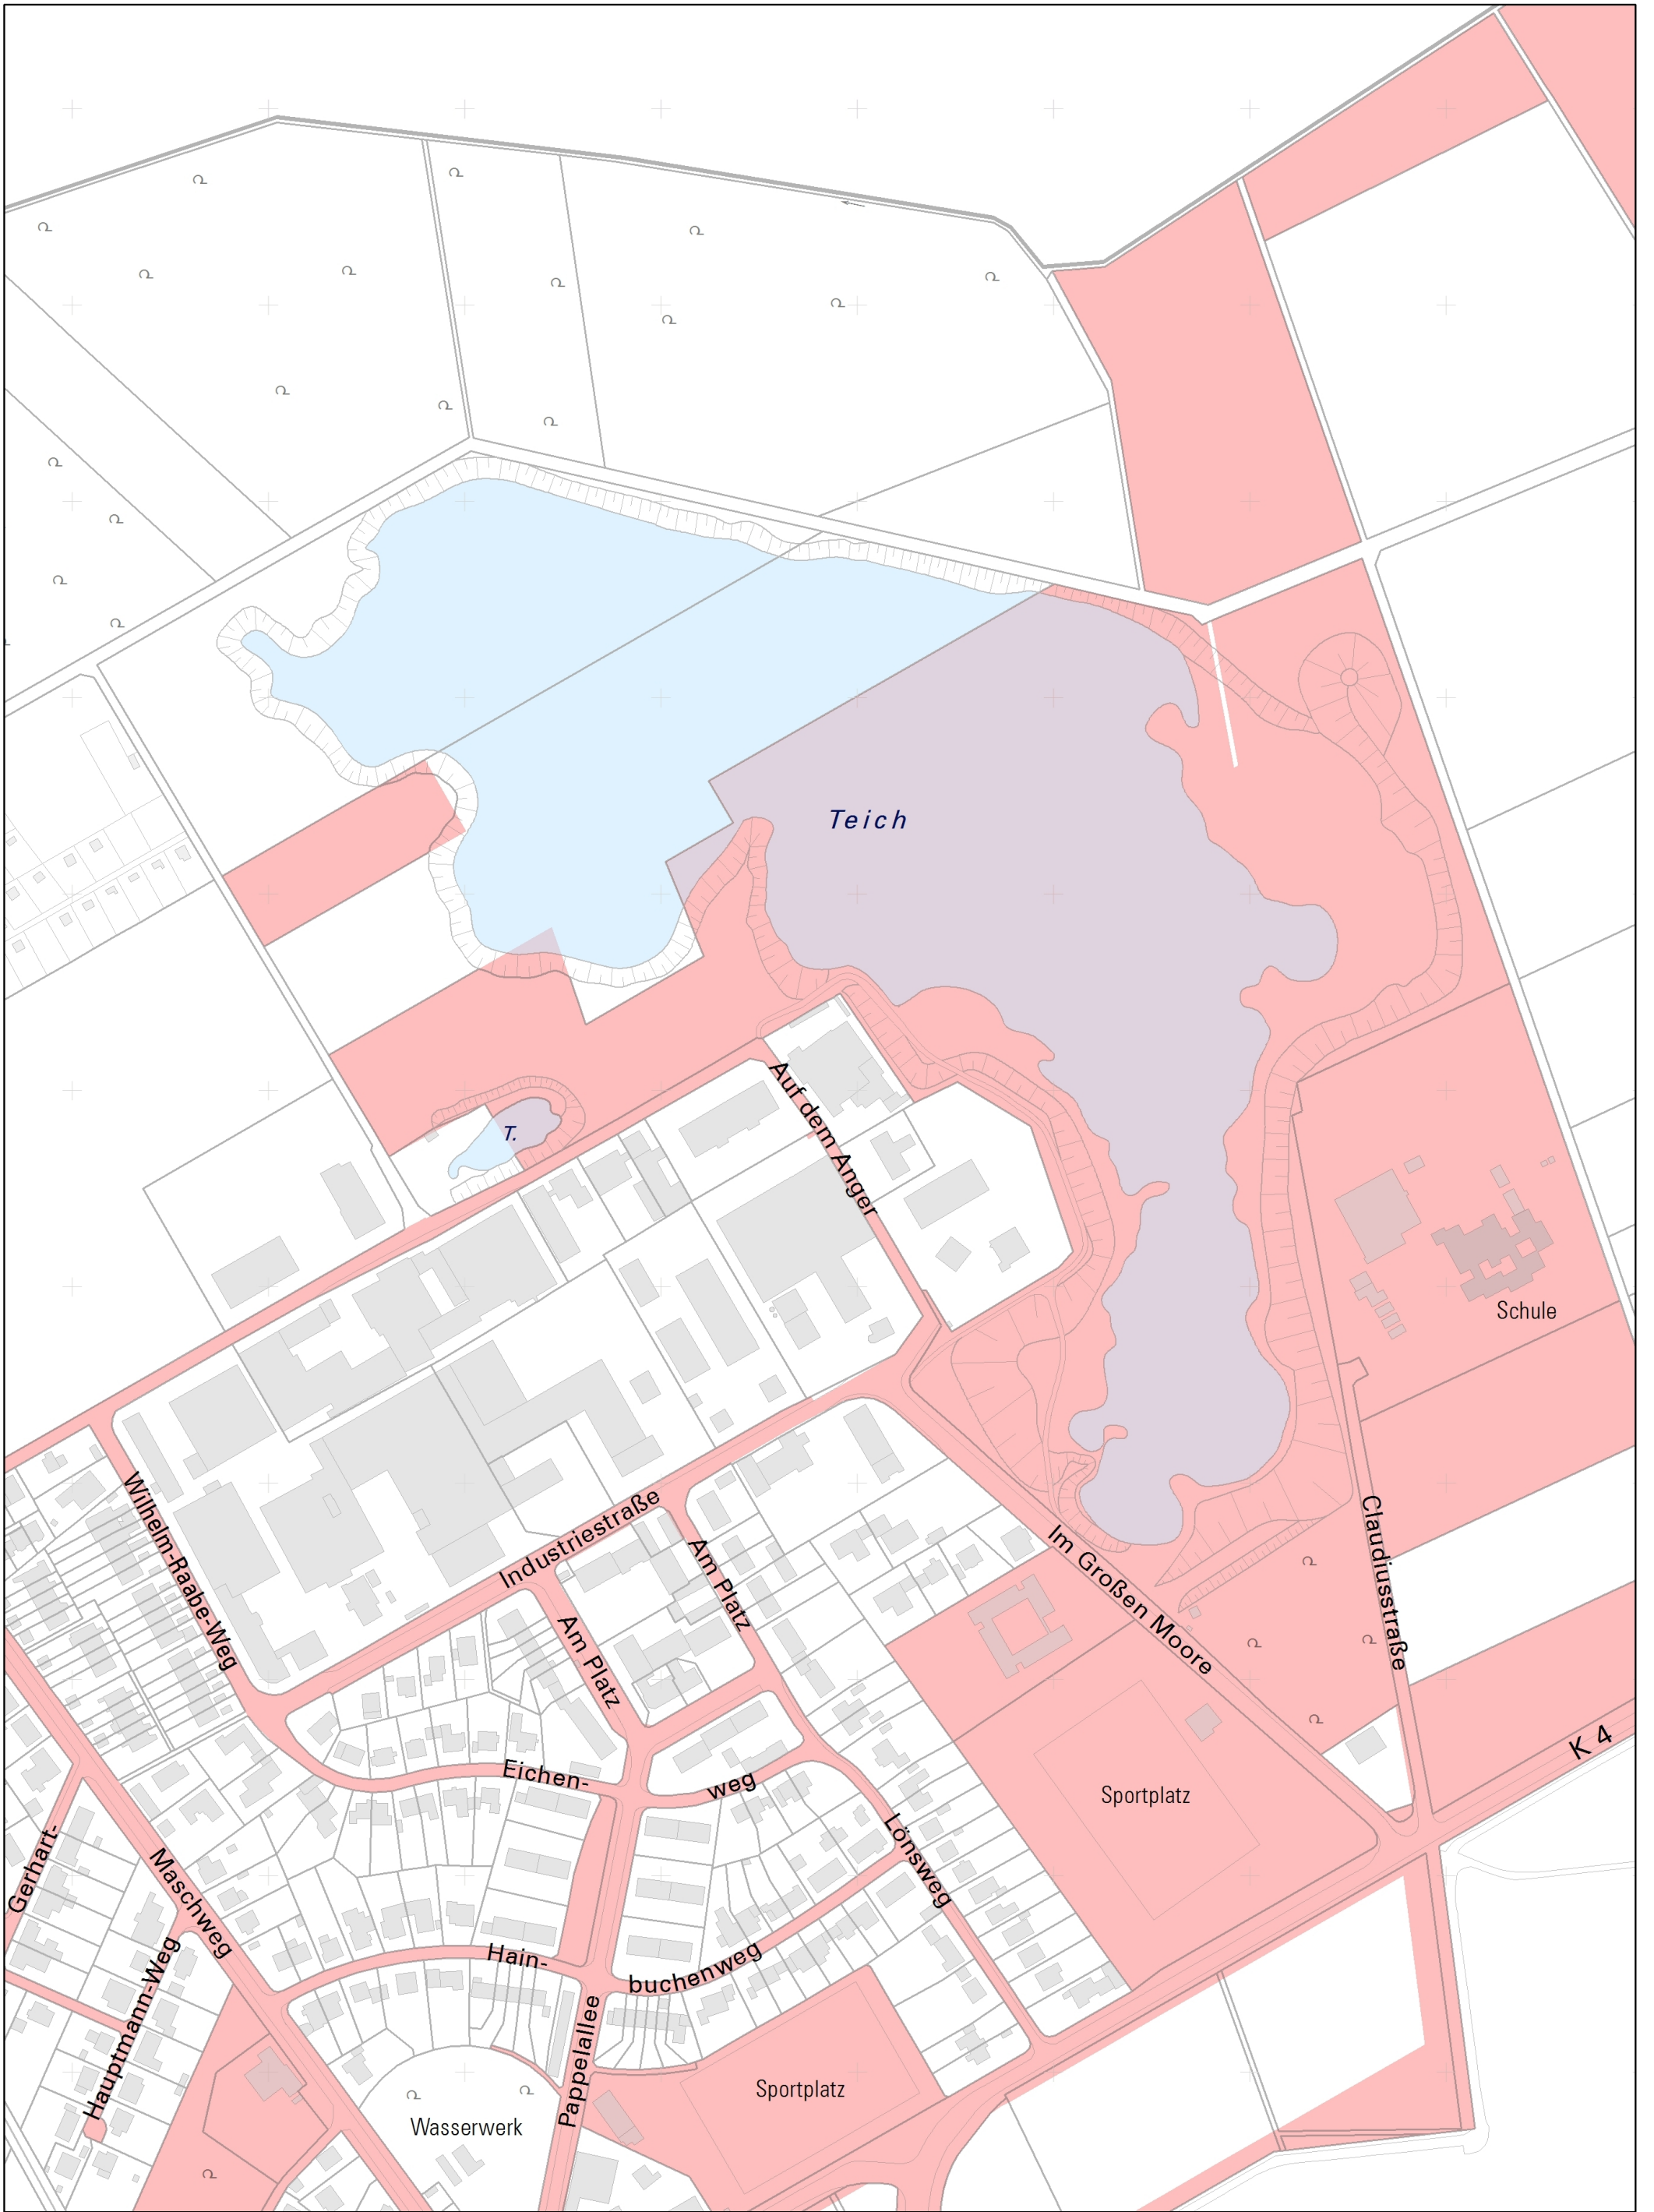 Teich
T.
Auf dem Anger
Schule
Wilhelm-Raabe-Weg
Industriestraße
Am Platz
Am Platz
Im Großen Moore
Claudiusstraße
K 4
Eichen-
weg
Sportplatz
Lönsweg
Gerhart-
Maschweg
Hauptmann-Weg
Hain-
buchenweg
Pappelallee
Sportplatz
Wasserwerk